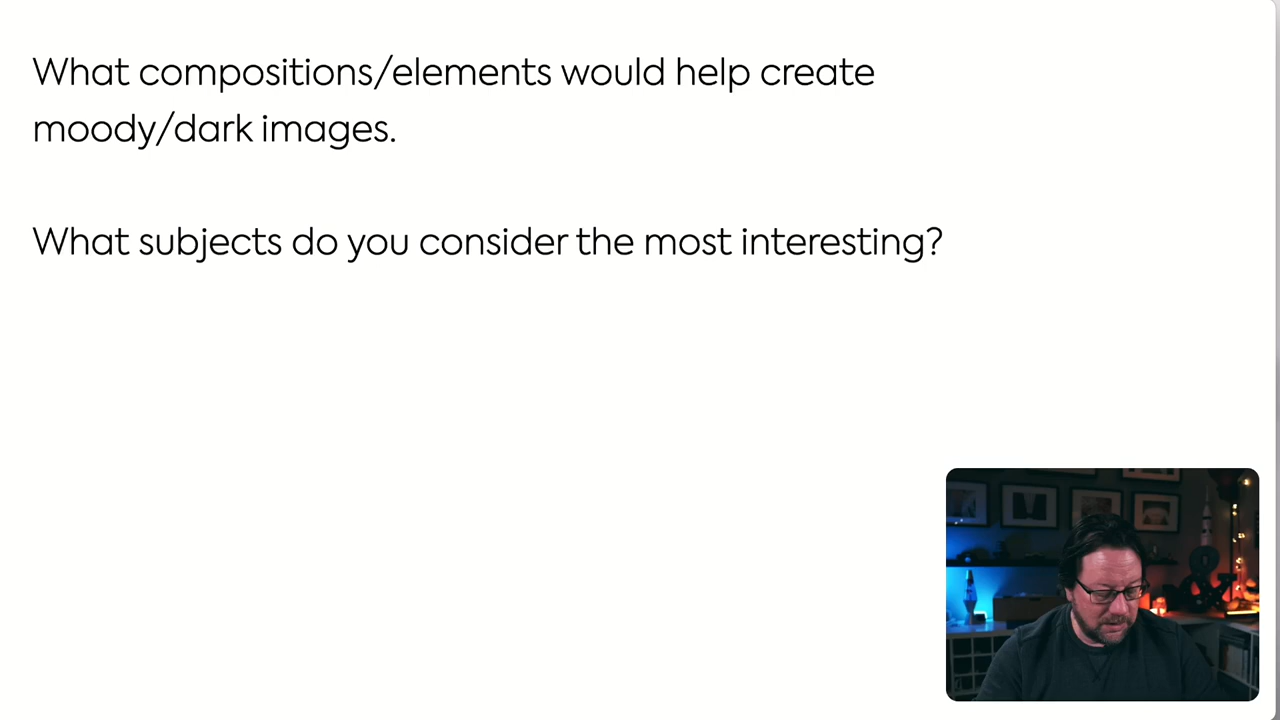 What compositions/elements would help create
moody/dark images.
What subjects do you consider the most interesting?